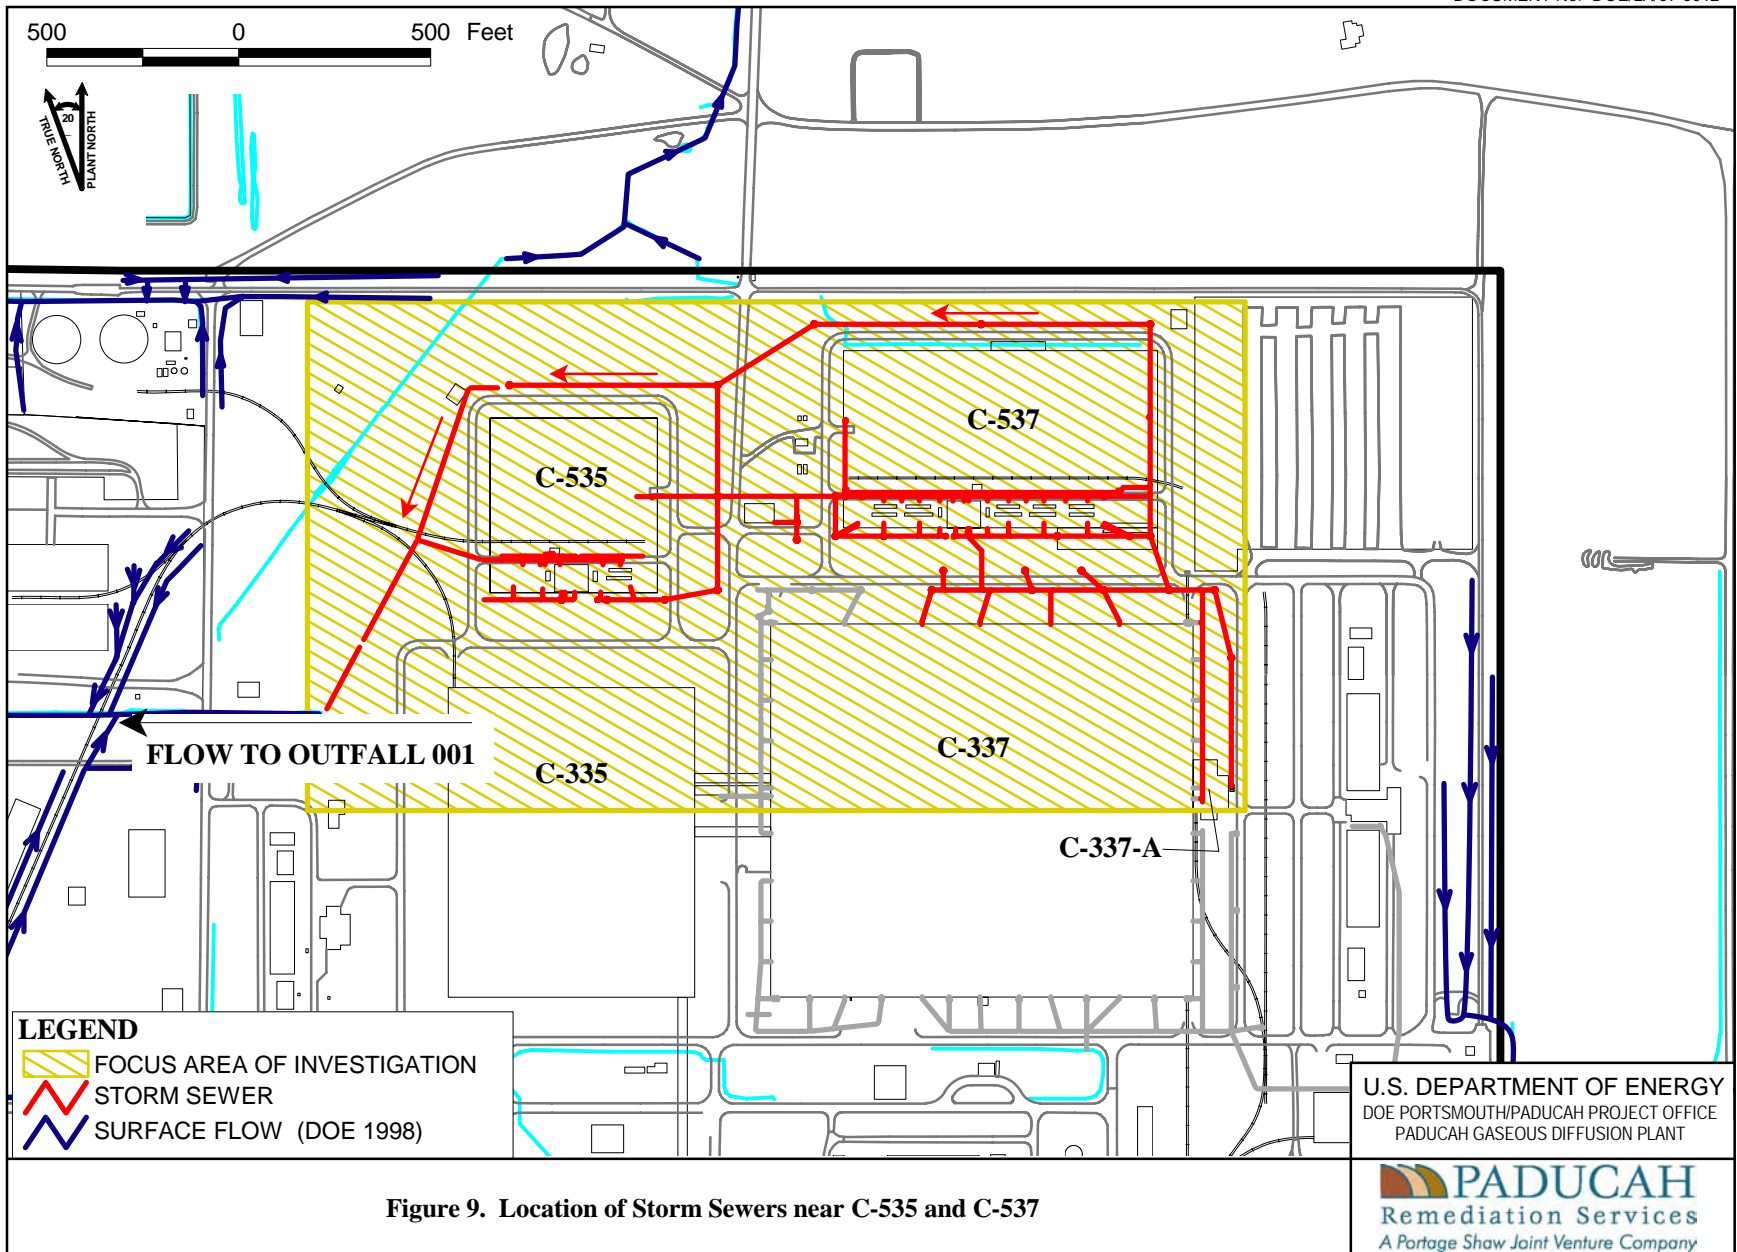 500 0 500 Feet
20
TRUE NORTH
PLANT NORTH
C-537
C-535
FLOW TO OUTFALL 001
C-335
C-337
C-337-A
LEGEND
FOCUS AREA OF INVESTIGATION
STORM SEWER
SURFACE FLOW (DOE 1998)
U.S. DEPARTMENT OF ENERGY
DOE PORTSMOUTH/PADUCAH PROJECT OFFICE
PADUCAH GASEOUS DIFFUSION PLANT
Figure 9. Location of Storm Sewers near C-535 and C-537
PADUCAH
Remediation Services
A Portage Shaw Joint Venture Company